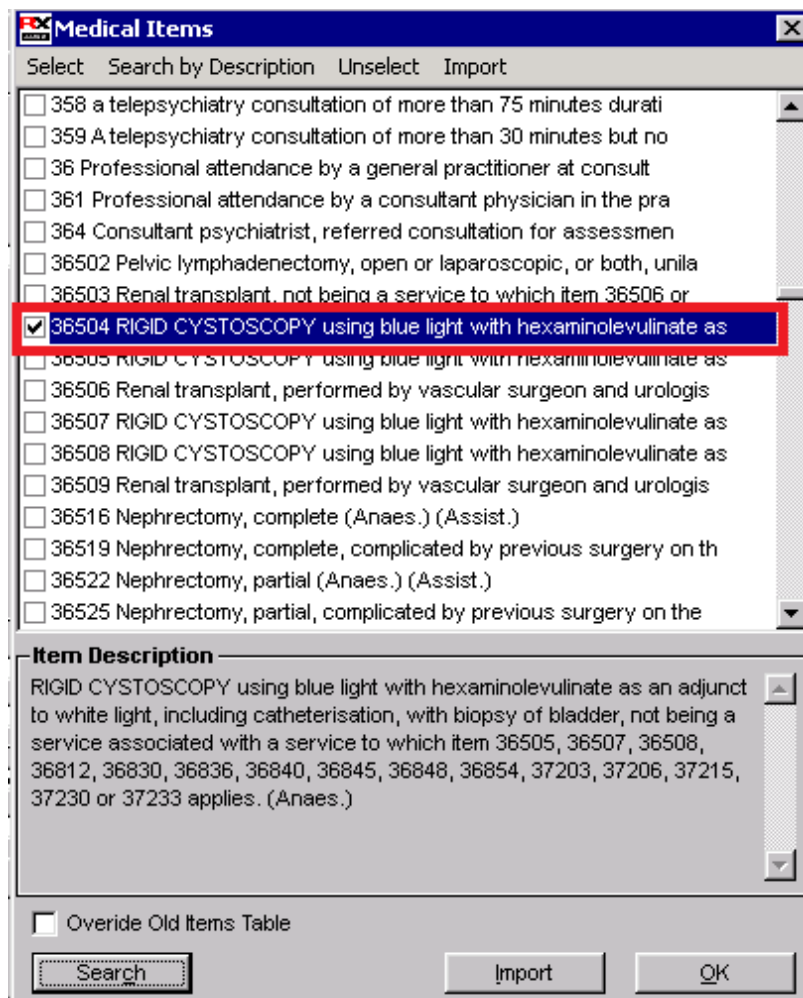 RX Medical Items
Select Search by Description Unselect Import
358 a telepsychiatry consultation of more than 75 minutes durati
359 A telepsychiatry consultation of more than 30 minutes but no
36 Professional attendance by a general practitioner at consult
361 Professional attendance by a consultant physician in the pra
364 Consultant psychiatrist, referred consultation for assessmen
36502 Pelvic lymphadenectomy, open or laparoscopic, or both, unila
36503 Renal transplant, not being a service to which item 36506 or
36504 RIGID CYSTOSCOPY using blue light with hexaminolevulinate as
36505 RIGID CYSTOSCOPY using blue light with hexaminolevulinate as
36506 Renal transplant, performed by vascular surgeon and urologis
36507 RIGID CYSTOSCOPY using blue light with hexaminolevulinate as
36508 RIGID CYSTOSCOPY using blue light with hexaminolevulinate as
36509 Renal transplant, performed by vascular surgeon and urologis
36516 Nephrectomy, complete (Anaes.) (Assist.)
36519 Nephrectomy, complete, complicated by previous surgery on th
36522 Nephrectomy, partial (Anaes.) (Assist.)
36525 Nephrectomy, partial, complicated by previous surgery on the
Item Description
RIGID CYSTOSCOPY using blue light with hexaminolevulinate as an adjunct
to white light, including catheterisation, with biopsy of bladder, not being a
service associated with a service to which item 36505, 36507, 36508,
36812, 36830, 36836, 36840, 36845, 36848, 36854, 37203, 37206, 37215,
37230 or 37233 applies. (Anaes.)
Overide Old Items Table
Search Import OK